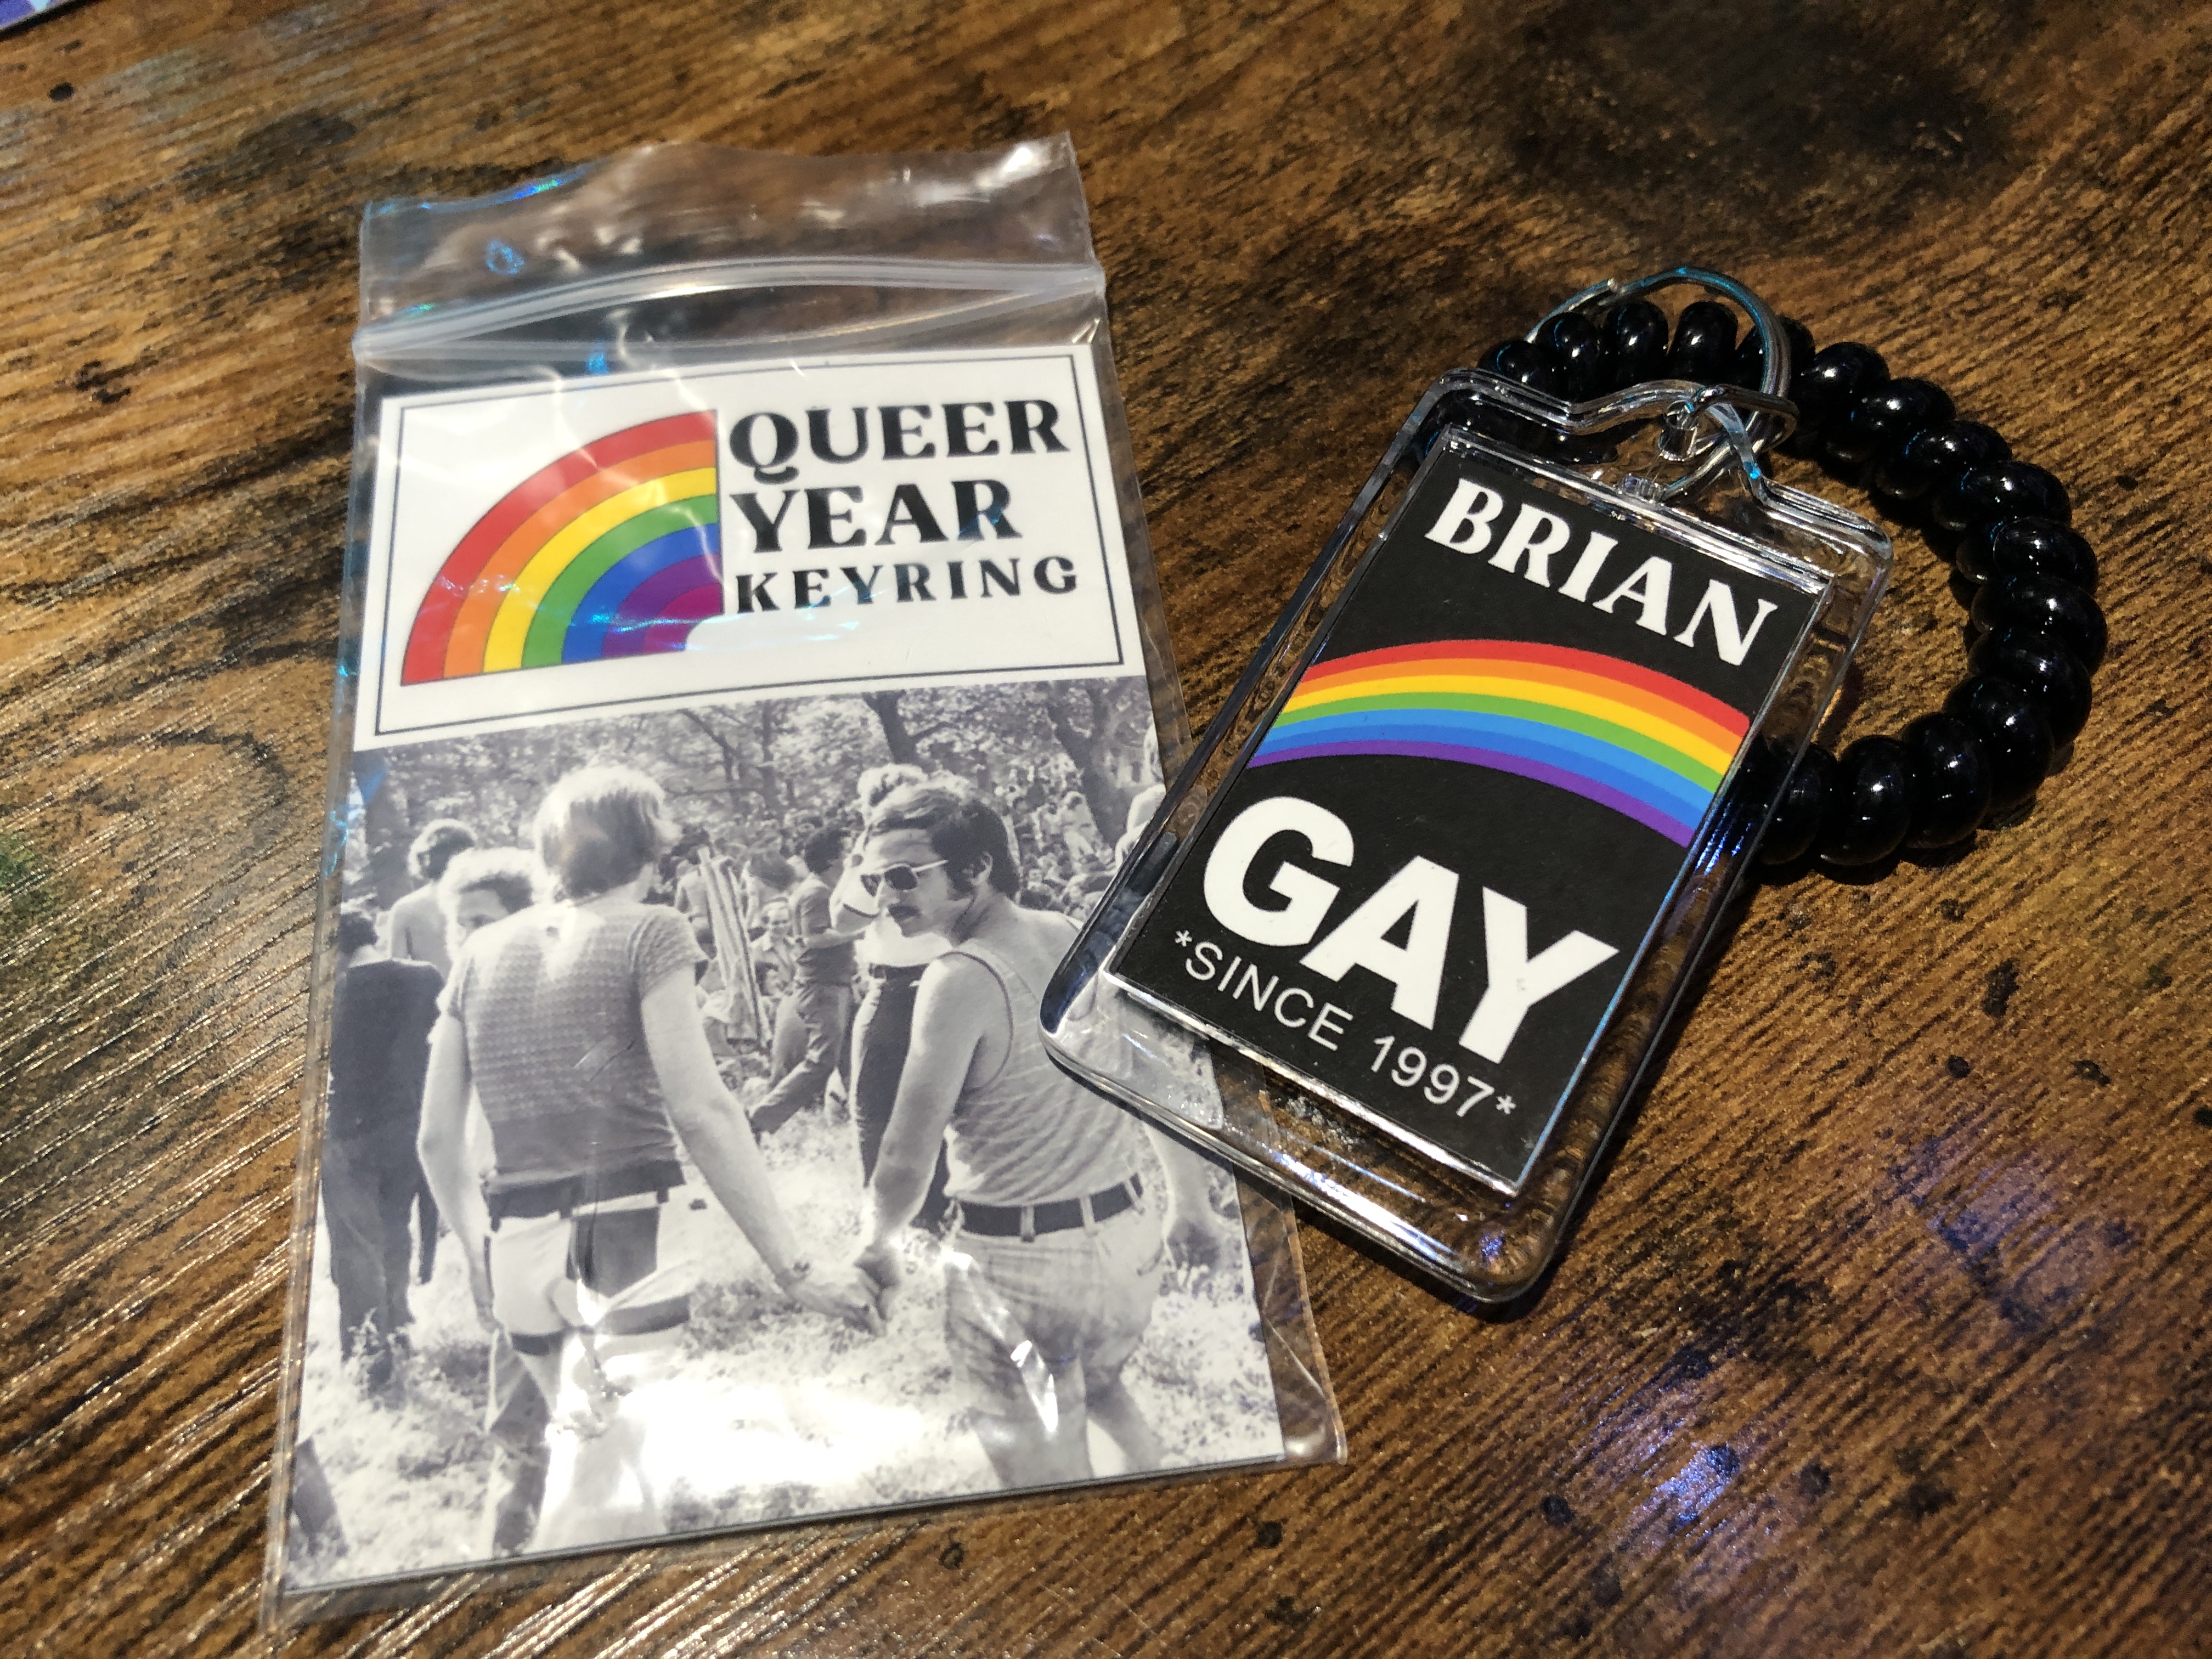 QUEER
YEAR
KEYRING
BRIAN
GAY
*SINCE 1997*